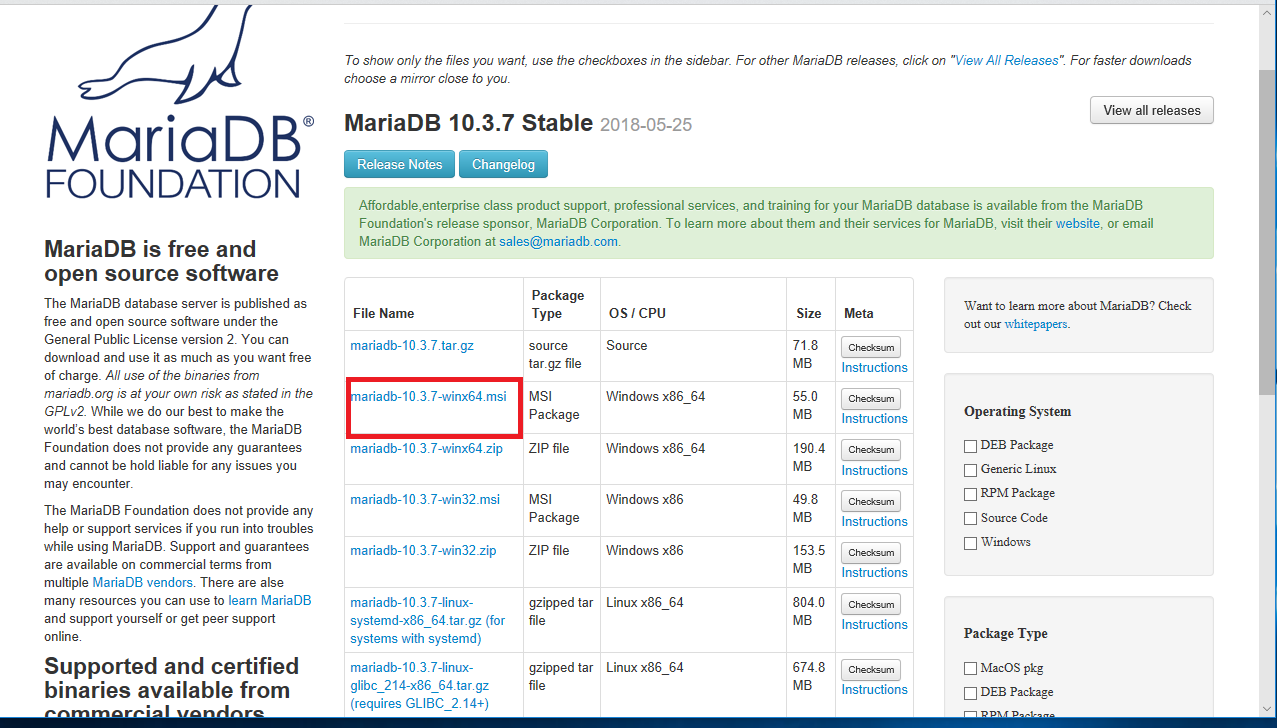 MariaDB®
FOUNDATION
MariaDB is free and
open source software
The MariaDB database server is published as
free and open source software under the
General Public License version 2. You can
download and use it as much as you want free
of charge. All use of the binaries from
mariadb.org is at your own risk as stated in the
GPLv2. While we do our best to make the
world's best database software, the MariaDB
Foundation does not provide any guarantees
and cannot be hold liable for any issues you
may encounter.
The MariaDB Foundation does not provide any
help or support services if you run into troubles
while using MariaDB. Support and guarantees
are available on commercial terms from
multiple MariaDB vendors. There are alse
many resources you can use to learn MariaDB
and support yourself or get peer support
online.
Supported and certified
binaries available from
commercial vendors
To show only the files you want, use the checkboxes in the sidebar. For other MariaDB releases, click on "View All Releases". For faster downloads
choose a mirror close to you.
View all releases
MariaDB 10.3.7 Stable 2018-05-25
Release Notes Changelog
Affordable,enterprise class product support, professional services, and training for your MariaDB database is available from the MariaDB
Foundation's release sponsor, MariaDB Corporation. To learn more about them and their services for MariaDB, visit their website, or email
MariaDB Corporation at sales@mariadb.com.
File Name Package Type OS / CPU Size Meta
mariadb-10.3.7.tar.gz source tar.gz file Source 71.8 MB Checksum Instructions
mariadb-10.3.7-winx64.msi MSI Package Windows x86_64 55.0 MB Checksum Instructions
mariadb-10.3.7-winx64.zip ZIP file Windows x86_64 190.4 MB Checksum Instructions
mariadb-10.3.7-win32.msi MSI Package Windows x86 49.8 MB Checksum Instructions
mariadb-10.3.7-win32.zip ZIP file Windows x86 153.5 MB Checksum Instructions
mariadb-10.3.7-linux-systemd-x86_64.tar.gz (for systems with systemd) gzipped tar file Linux x86_64 804.0 MB Checksum Instructions
mariadb-10.3.7-linux-glibc_214-x86_64.tar.gz (requires GLIBC_2.14+) gzipped tar file Linux x86_64 674.8 MB Checksum Instructions
Want to learn more about MariaDB? Check
out our whitepapers.
Operating System
DEB Package
Generic Linux
RPM Package
Source Code
Windows
Package Type
MacOS pkg
DEB Package
RPM Package